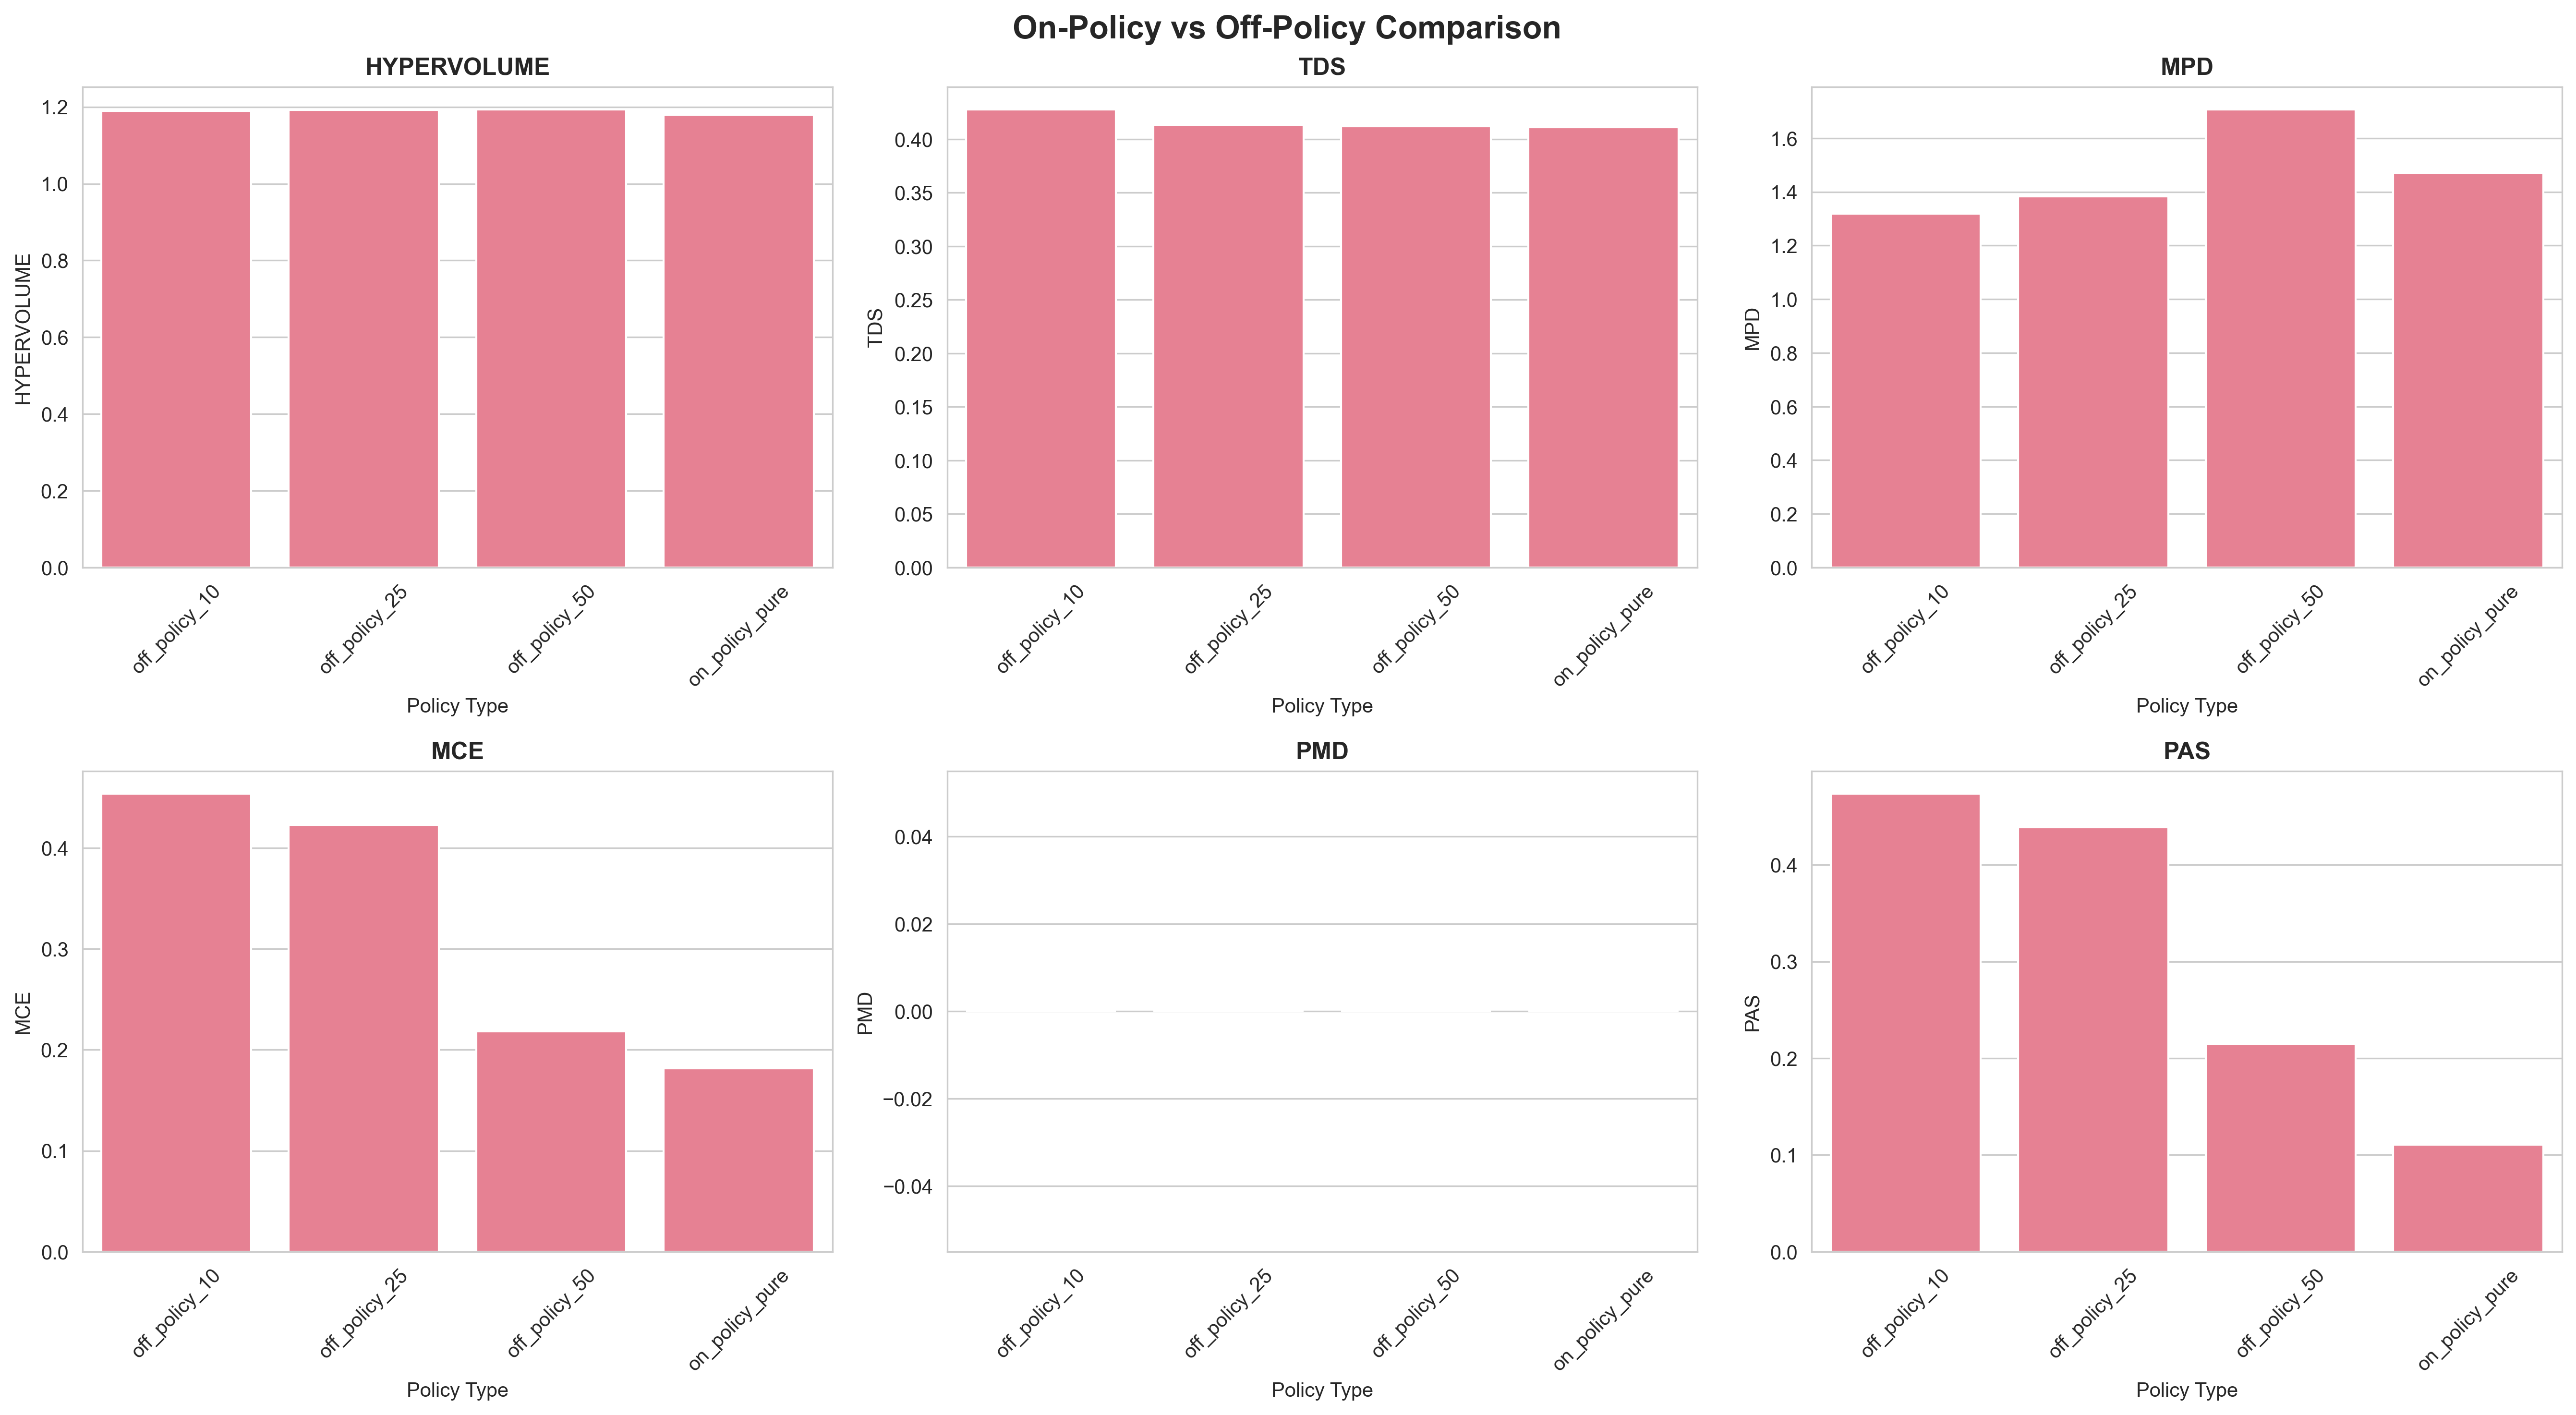 On-Policy vs Off-Policy Comparison
HYPERVOLUME
HYPERVOLUME
1.2
1.0
0.8
0.6
0.4
0.2
0.0
off_policy_10
off_policy_25
off_policy_50
on_policy_pure
Policy Type
TDS
TDS
0.40
0.35
0.30
0.25
0.20
0.15
0.10
0.05
0.00
off_policy_10
off_policy_25
off_policy_50
on_policy_pure
Policy Type
MPD
MPD
1.6
1.4
1.2
1.0
0.8
0.6
0.4
0.2
0.0
off_policy_10
off_policy_25
off_policy_50
on_policy_pure
Policy Type
MCE
MCE
0.4
0.3
0.2
0.1
0.0
off_policy_10
off_policy_25
off_policy_50
on_policy_pure
Policy Type
PMD
PMD
0.04
0.02
0.00
−0.02
−0.04
off_policy_10
off_policy_25
off_policy_50
on_policy_pure
Policy Type
PAS
PAS
0.4
0.3
0.2
0.1
0.0
off_policy_10
off_policy_25
off_policy_50
on_policy_pure
Policy Type